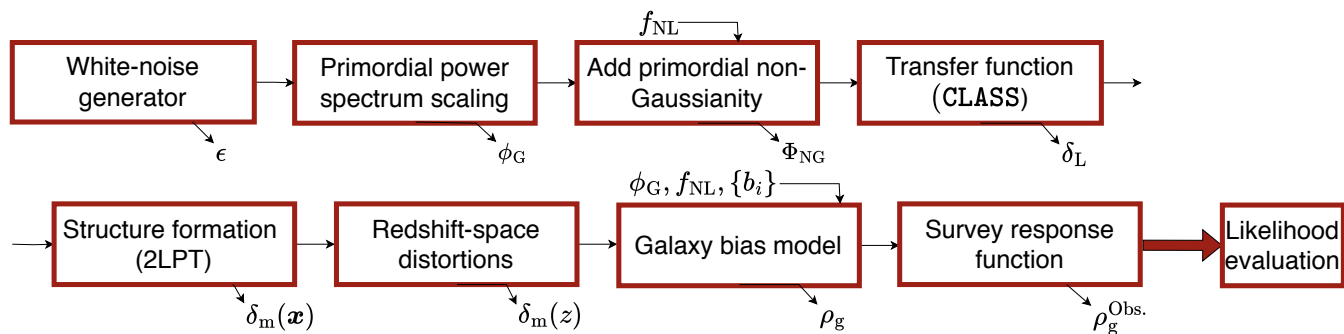 f_NL
White-noise
generator
Primordial power
spectrum scaling
Add primordial non-
Gaussianity
Transfer function
(CLASS)
ϵ
ϕ_G
Φ_NG
δ_L
ϕ_G, f_NL, {b_i}
Structure formation
(2LPT)
Redshift-space
distortions
Galaxy bias model
Survey response
function
Likelihood
evaluation
δ_m(x)
δ_m(z)
ρ_g
ρ_g^Obs.